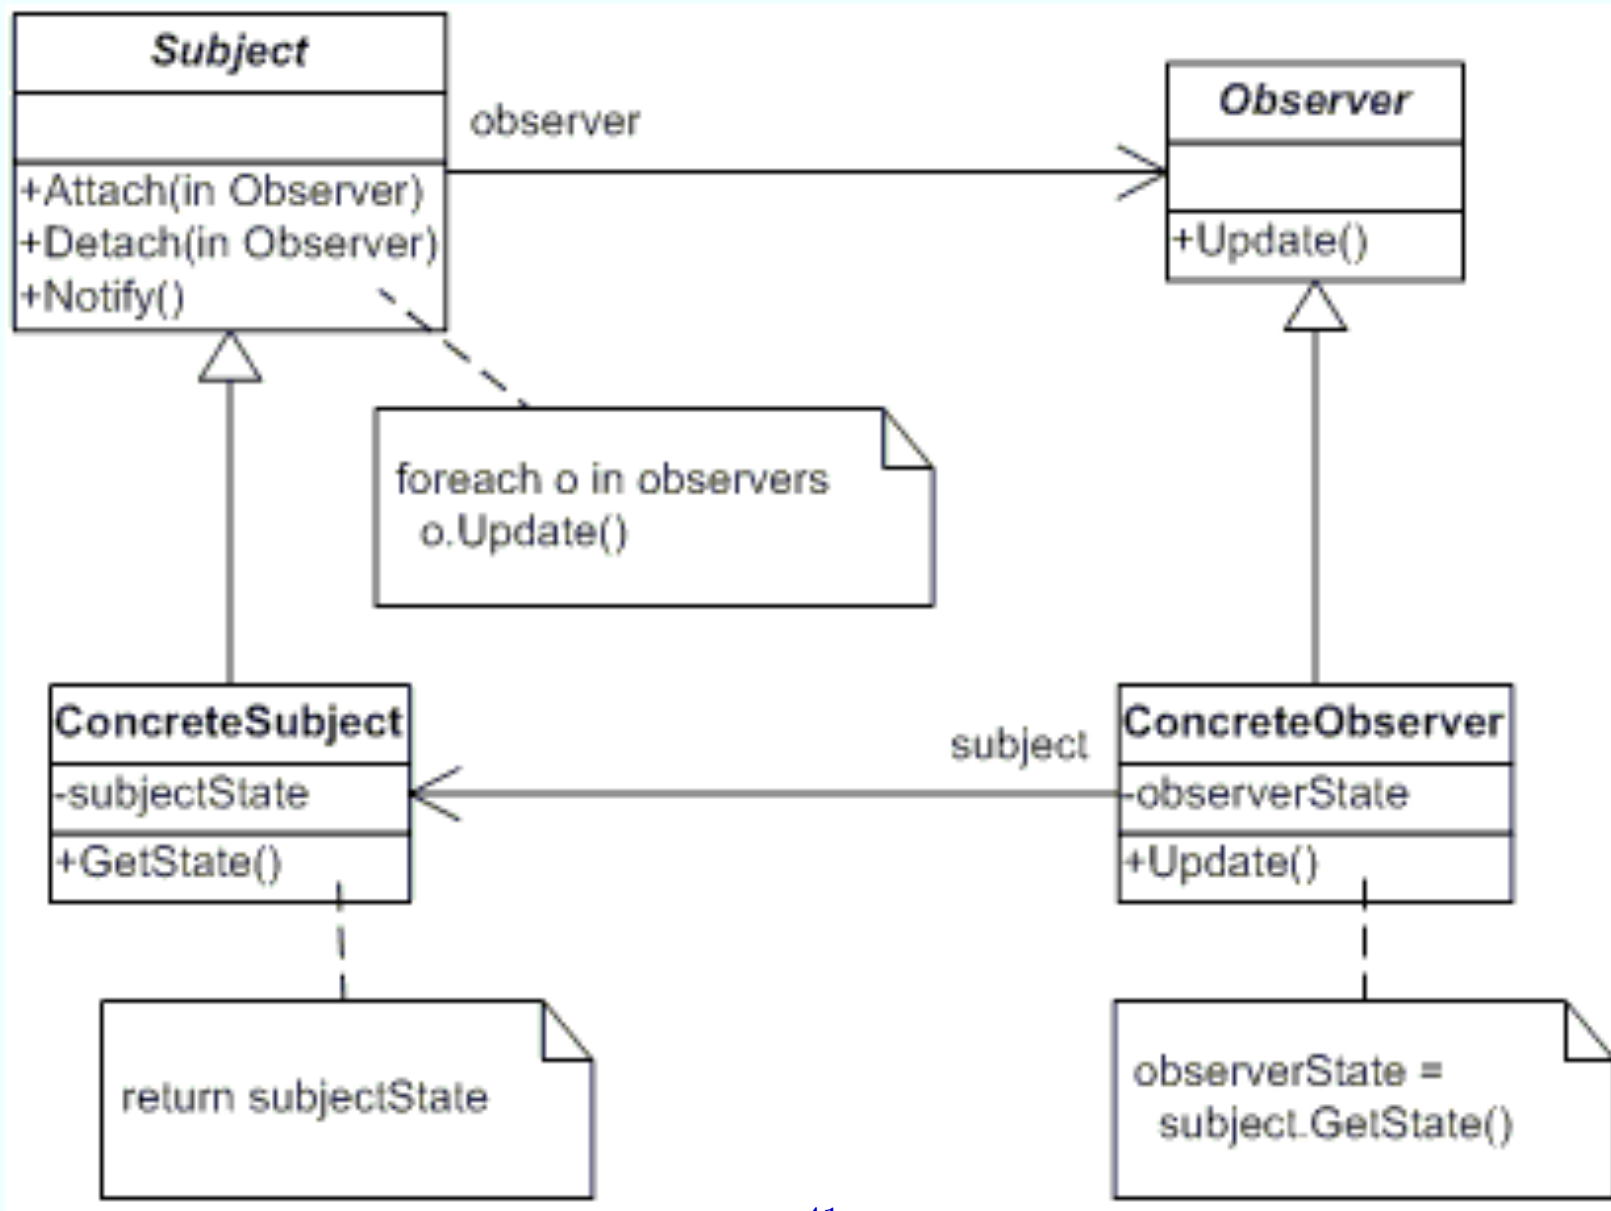 Subject
observer
Observer
+Attach(in Observer)
+Detach(in Observer)
+Notify()
+Update()
foreach o in observers
o.Update()
ConcreteSubject
-subjectState
+GetState()
subject
ConcreteObserver
-observerState
+Update()
return subjectState
observerState =
subject.GetState()